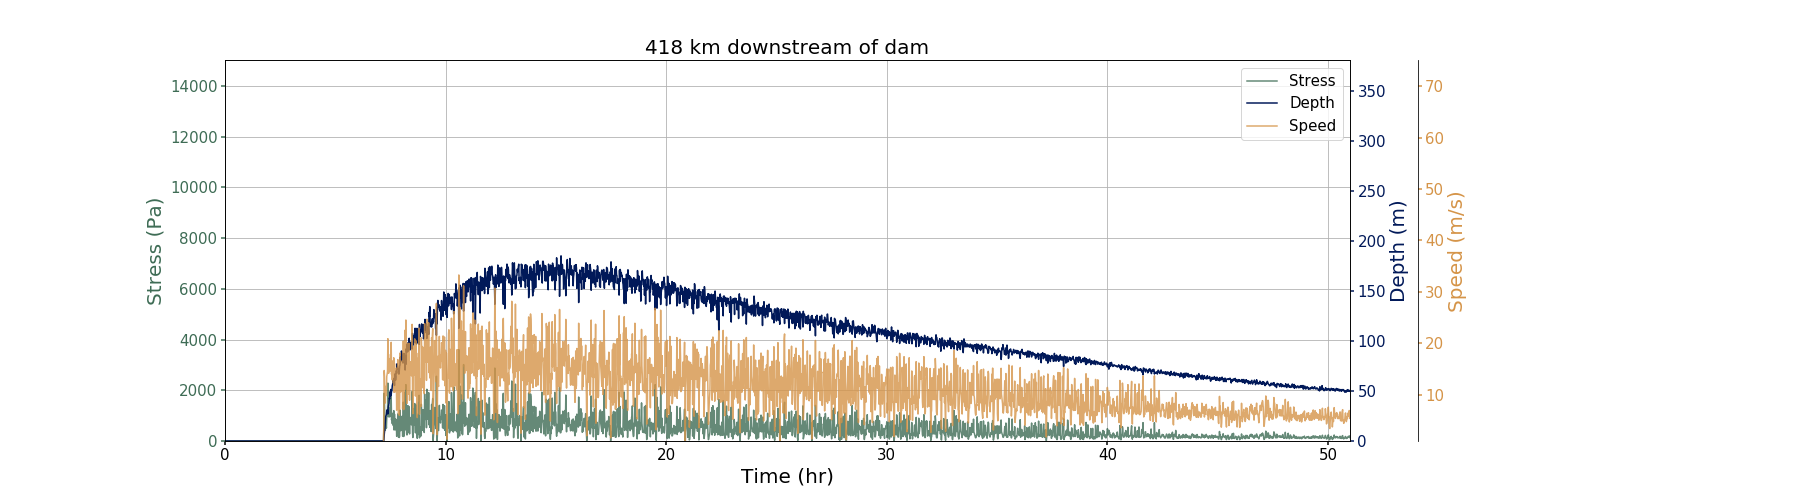 418 km downstream of dam
Stress (Pa)
14000
12000
10000
8000
6000
4000
2000
0
Stress
Depth
Speed
350
300
250
200
150
100
50
0
Depth (m)
70
60
50
40
30
20
10
Speed (m/s)
0 10 20 30 40 50
Time (hr)